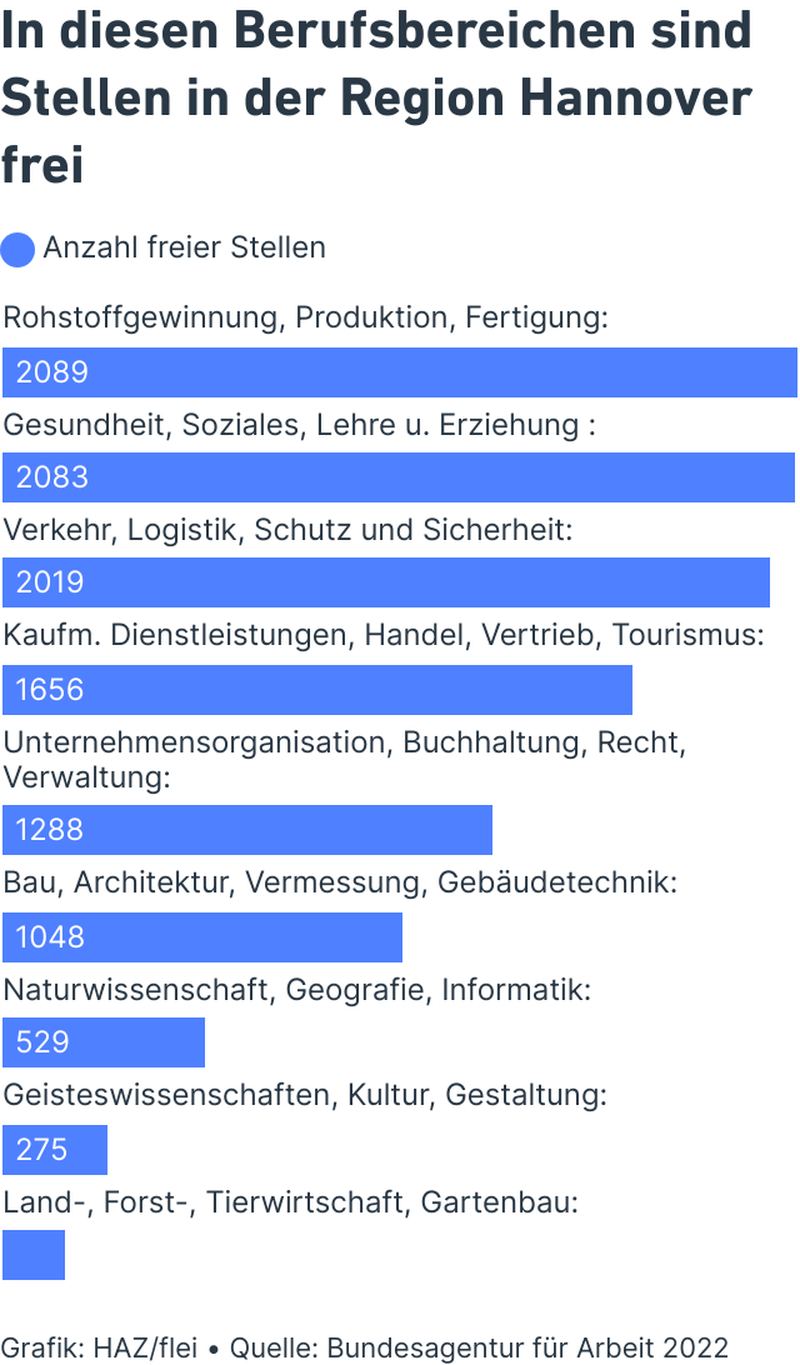 In diesen Berufsbereichen sind
Stellen in der Region Hannover
frei
Anzahl freier Stellen
Rohstoffgewinnung, Produktion, Fertigung:
2089
Gesundheit, Soziales, Lehre u. Erziehung :
2083
Verkehr, Logistik, Schutz und Sicherheit:
2019
Kaufm. Dienstleistungen, Handel, Vertrieb, Tourismus:
1656
Unternehmensorganisation, Buchhaltung, Recht,
Verwaltung:
1288
Bau, Architektur, Vermessung, Gebäudetechnik:
1048
Naturwissenschaft, Geografie, Informatik:
529
Geisteswissenschaften, Kultur, Gestaltung:
275
Land-, Forst-, Tierwirtschaft, Gartenbau:
Grafik: HAZ/flei • Quelle: Bundesagentur für Arbeit 2022